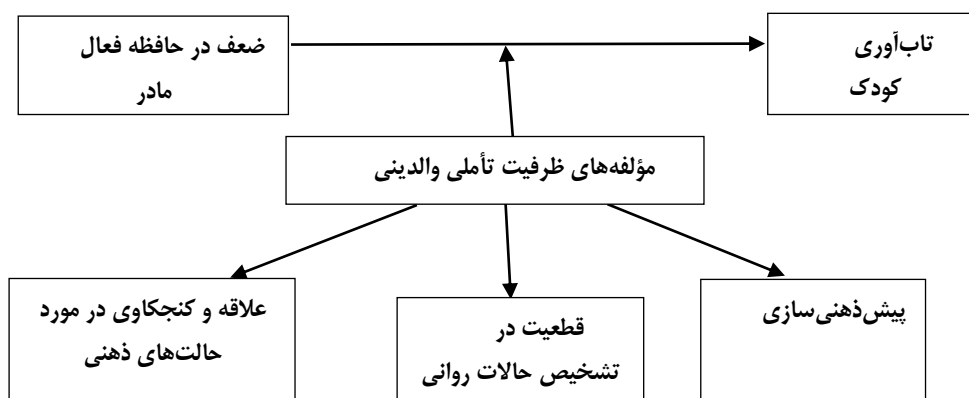 تاب‌آوری
کودک
ضعف در حافظه فعال
مادر
مؤلفه‌های ظرفیت تأملی والدینی
پیش‌ذهنی‌سازی
قطعیت در
تشخیص حالات روانی
علاقه و کنجکاوی در مورد
حالت‌های ذهنی